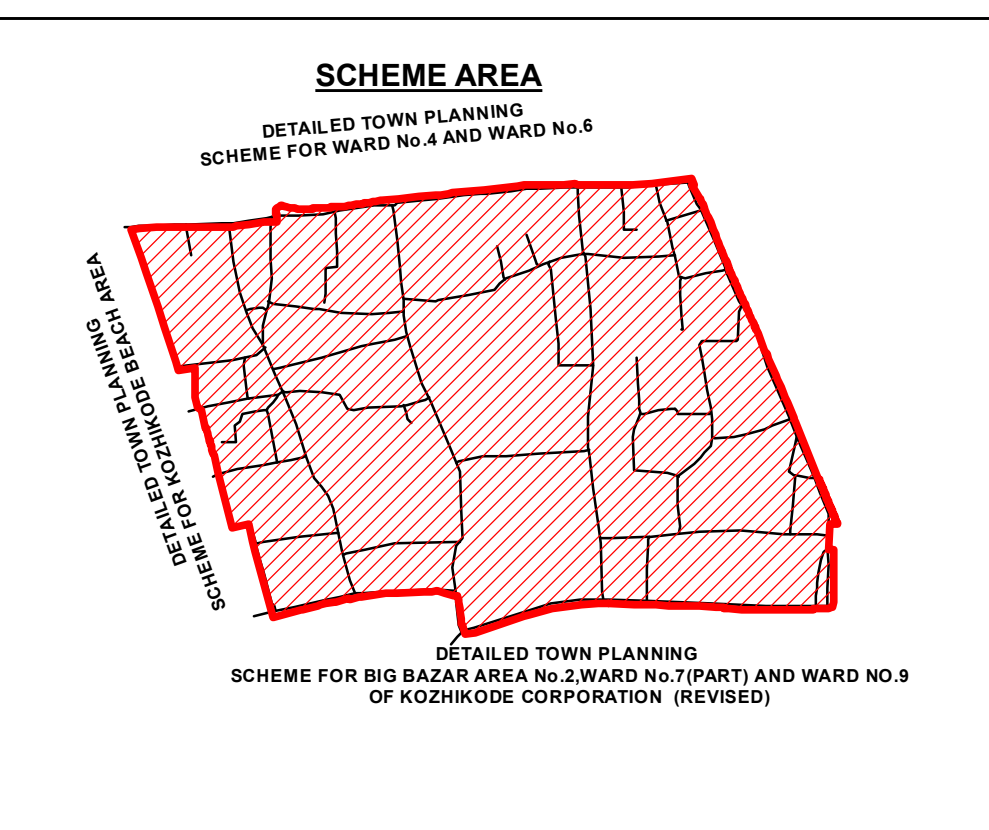 SCHEME AREA
DETAILED TOWN PLANNING
SCHEME FOR WARD No.4 AND WARD No.6
DETAILED TOWN PLANNING
SCHEME FOR KOZHIKODE BEACH AREA
DETAILED TOWN PLANNING
SCHEME FOR BIG BAZAR AREA No.2,WARD No.7(PART) AND WARD NO.9
OF KOZHIKODE CORPORATION (REVISED)